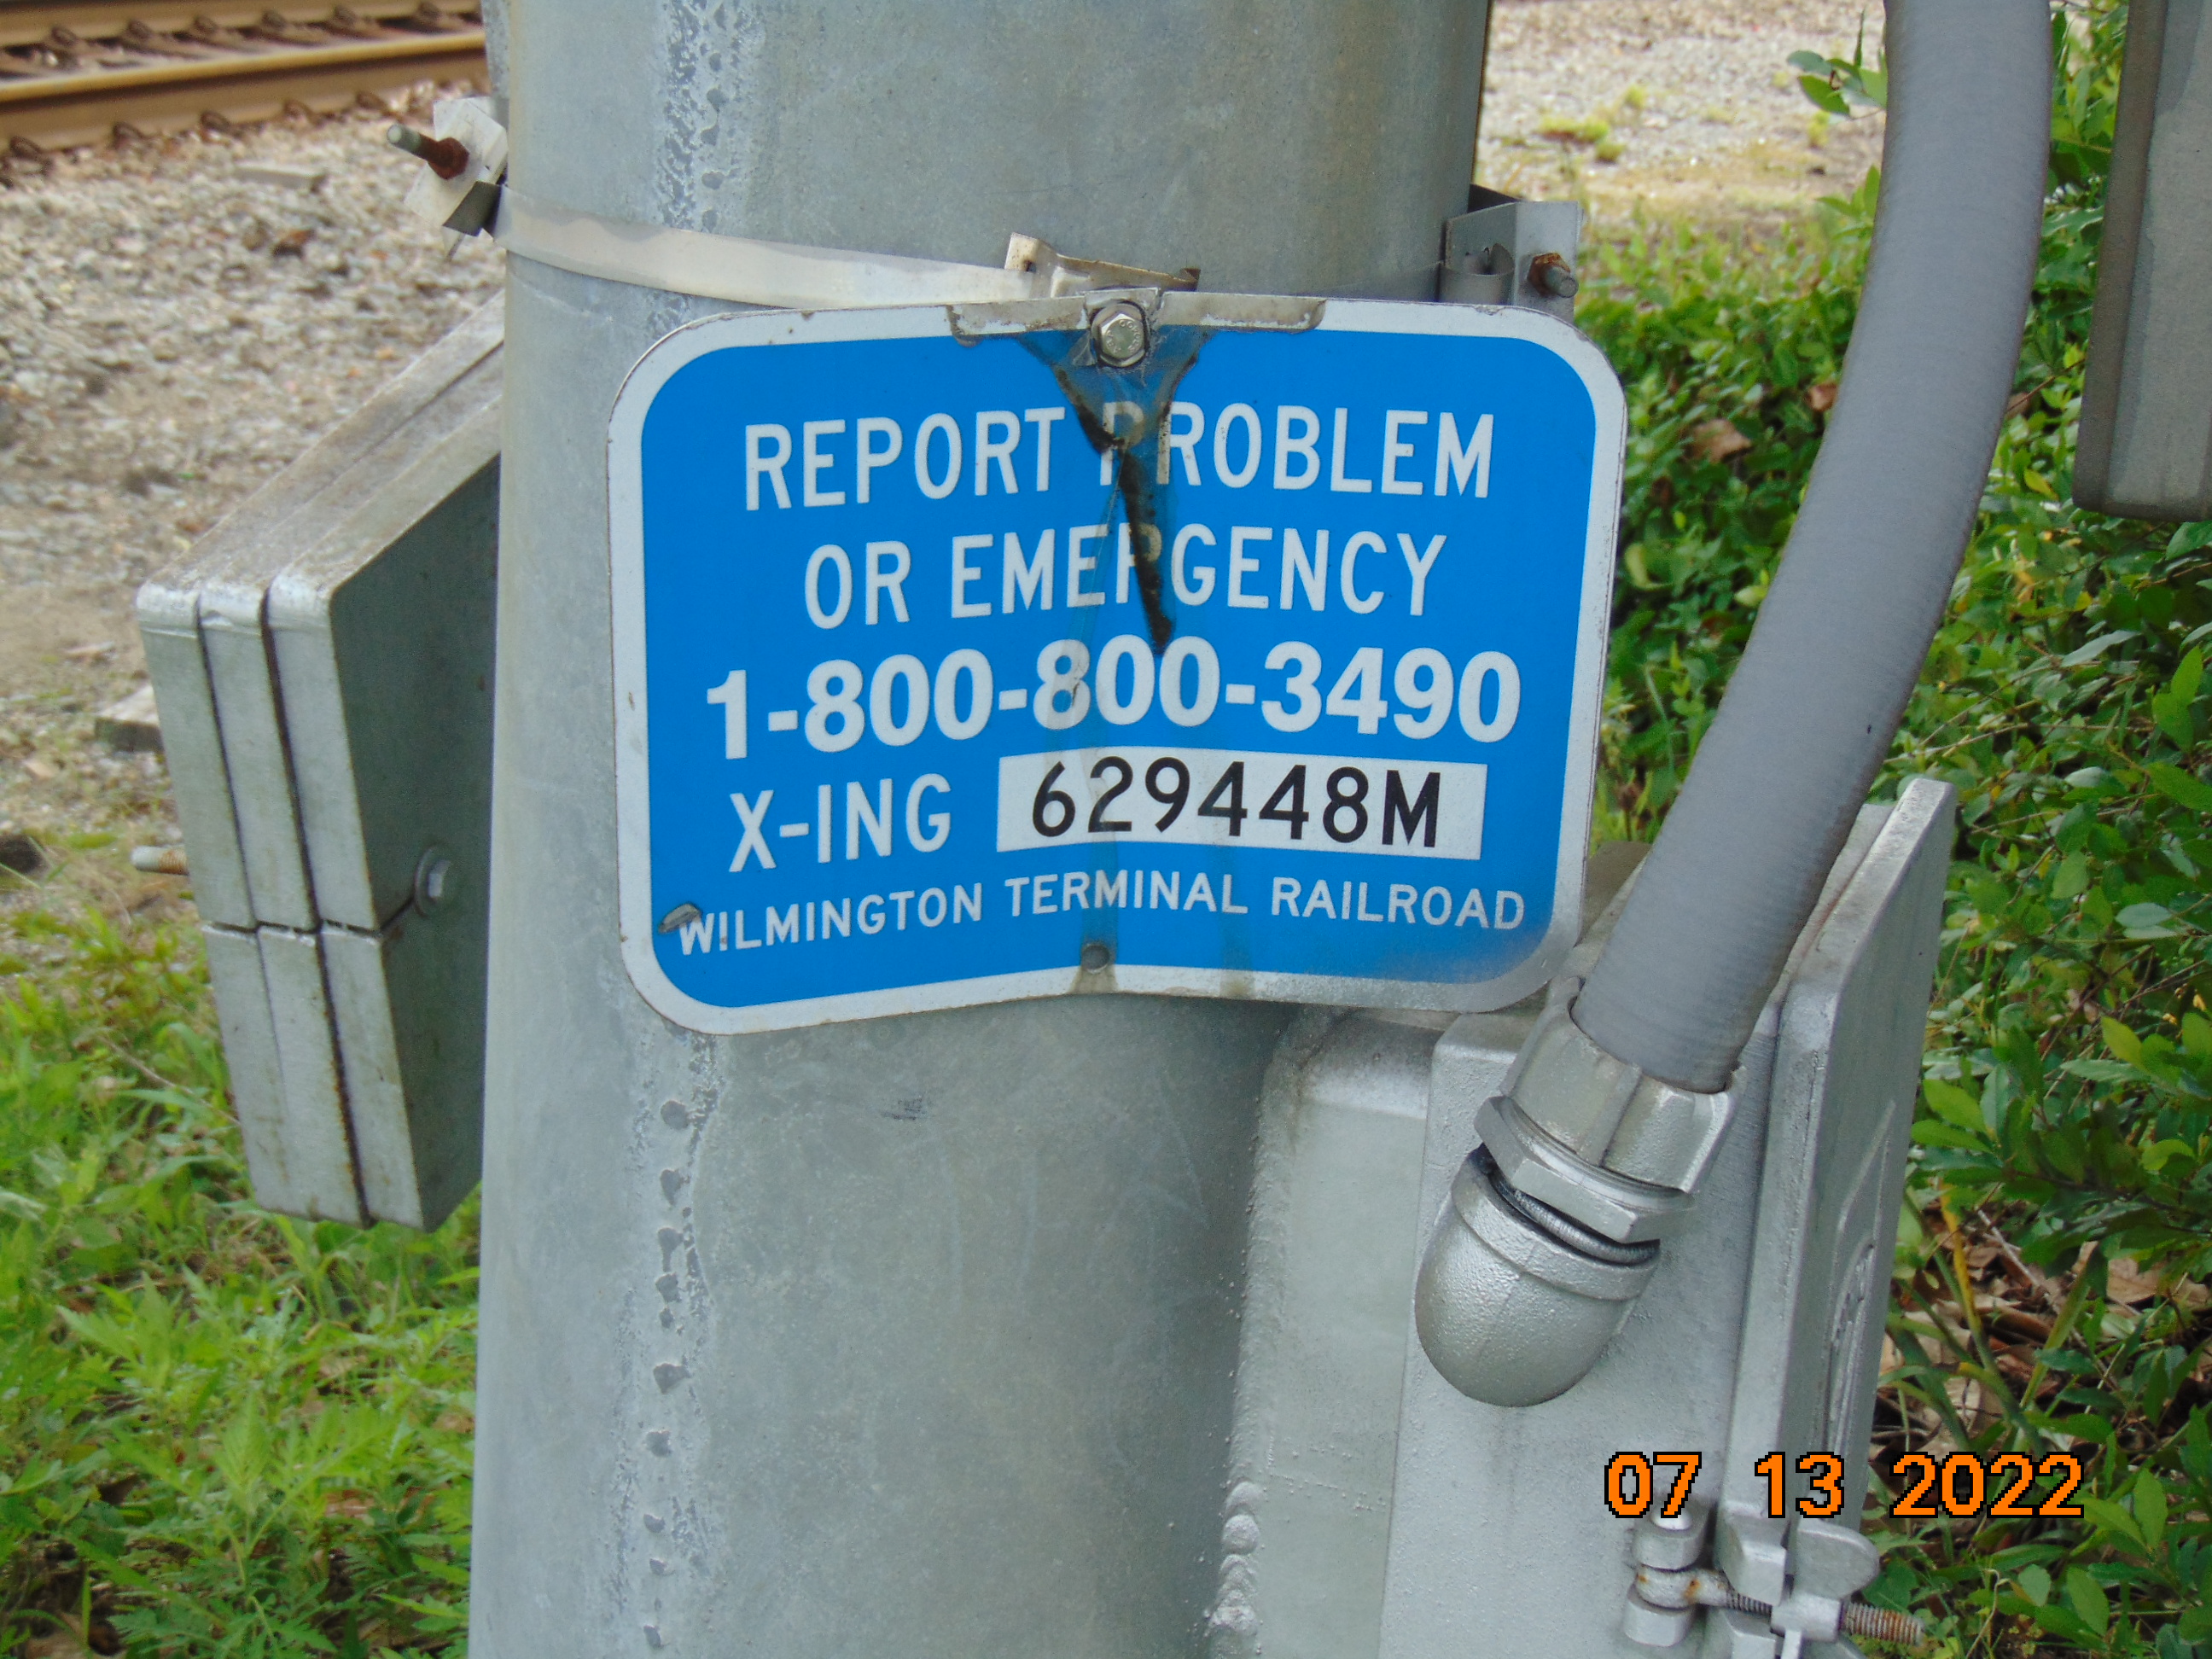 REPORT PROBLEM
OR EMERGENCY
1-800-800-3490
X-ING 629448M
WILMINGTON TERMINAL RAILROAD
07 13 2022